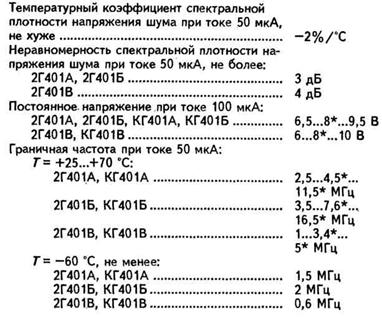 Температурный коэффициент спектральной
плотности напряжения шума при токе 50 мкА,
не хуже ........ −2%/°С
Неравномерность спектральной плотности на-
пряжения шума при токе 50 мкА, не более:
2Г401А, 2Г401Б ........ 3 дБ
2Г401В ........ 4 дБ
Постоянное напряжение при токе 100 мкА:
2Г401А, 2Г401Б, КГ401А, КГ401Б ........ 6,5...8*...9,5 В
2Г401В, КГ401В ........ 6...8*...10 В
Граничная частота при токе 50 мкА:
T = +25...+70 °С:
2Г401А, КГ401А ........ 2,5...4,5*...
11,5* МГц
2Г401Б, КГ401Б ........ 3,5...7,6*...
16,5* МГц
2Г401В, КГ401В ........ 1...3,4*...
5* МГц
T = −60 °С, не менее:
2Г401А, КГ401А ........ 1,5 МГц
2Г401Б, КГ401Б ........ 2 МГц
2Г401В, КГ401В ........ 0,6 МГц